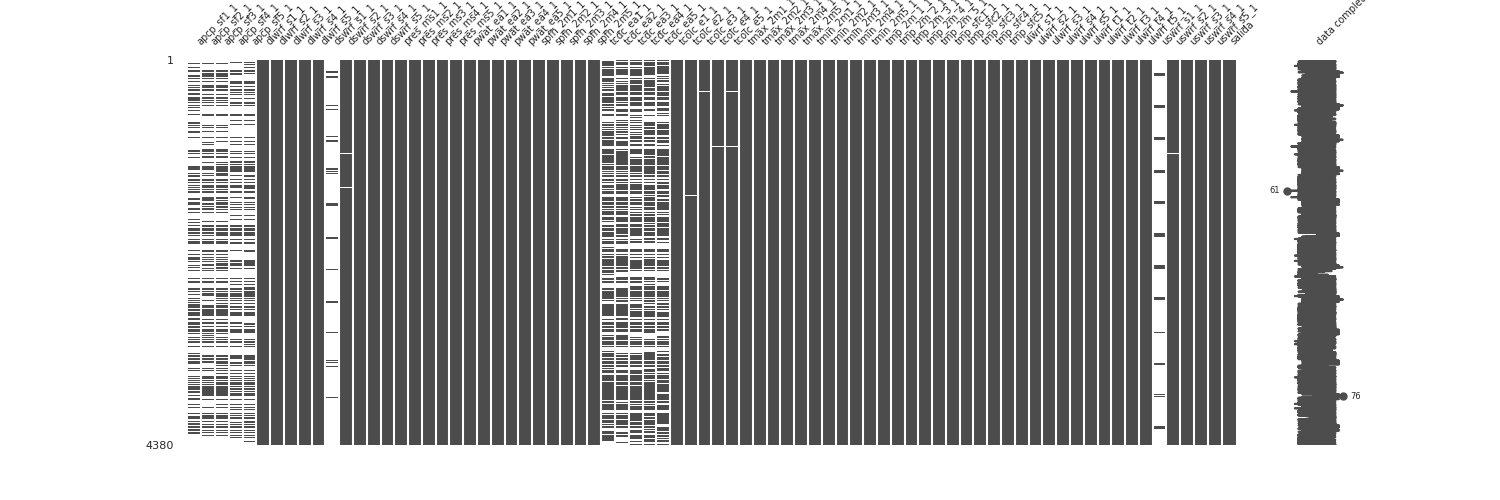 apcp_sf1_1
apcp_sf2_1
apcp_sf3_1
apcp_sf4_1
apcp_sf5_1
dlwrf_s1_1
dlwrf_s2_1
dlwrf_s3_1
dlwrf_s4_1
dlwrf_s5_1
dswrf_s1_1
dswrf_s2_1
dswrf_s3_1
dswrf_s4_1
dswrf_s5_1
pres_ms1_1
pres_ms2_1
pres_ms3_1
pres_ms4_1
pres_ms5_1
pwat_ea1_1
pwat_ea2_1
pwat_ea3_1
pwat_ea4_1
pwat_ea5_1
spfh_2m1_1
spfh_2m2_1
spfh_2m3_1
spfh_2m4_1
spfh_2m5_1
tcdc_ea1_1
tcdc_ea2_1
tcdc_ea3_1
tcdc_ea4_1
tcdc_ea5_1
tcolc_e1_1
tcolc_e2_1
tcolc_e3_1
tcolc_e4_1
tcolc_e5_1
tmax_2m1_1
tmax_2m2_1
tmax_2m3_1
tmax_2m4_1
tmax_2m5_1
tmin_2m1_1
tmin_2m2_1
tmin_2m3_1
tmin_2m4_1
tmin_2m5_1
tmp_2m_1_1
tmp_2m_2_1
tmp_2m_3_1
tmp_2m_4_1
tmp_2m_5_1
tmp_sfc1_1
tmp_sfc2_1
tmp_sfc3_1
tmp_sfc4_1
tmp_sfc5_1
ulwrf_s1_1
ulwrf_s2_1
ulwrf_s3_1
ulwrf_s4_1
ulwrf_s5_1
ulwrf_t1_1
ulwrf_t2_1
ulwrf_t3_1
ulwrf_t4_1
ulwrf_t5_1
uswrf_s1_1
uswrf_s2_1
uswrf_s3_1
uswrf_s4_1
uswrf_s5_1
salida_1
data complet
1
61
76
4380